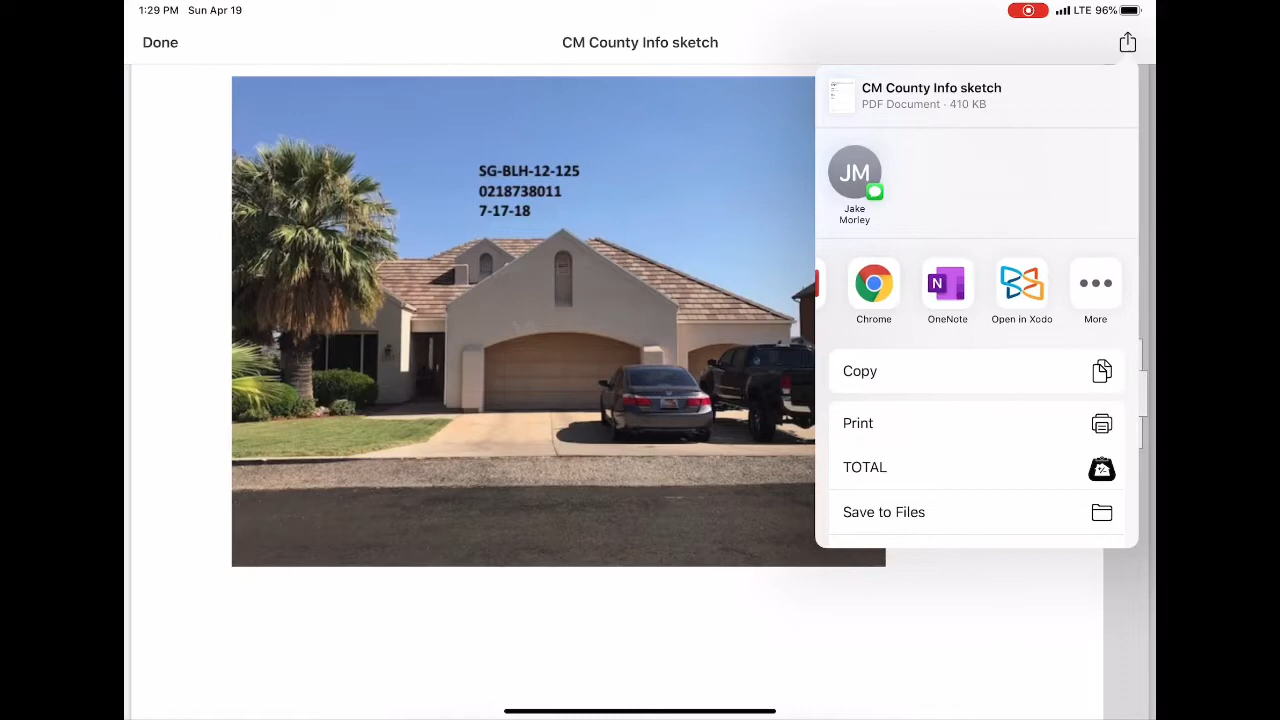 1:29 PM Sun Apr 19
LTE 96%
Done
CM County Info sketch
CM County Info sketch
PDF Document · 410 KB
JM
Jake
Morley
SG-BLH-12-125
0218738011
7-17-18
N
Chrome
OneNote
Open in Xodo
More
Copy
Print
TOTAL
Save to Files